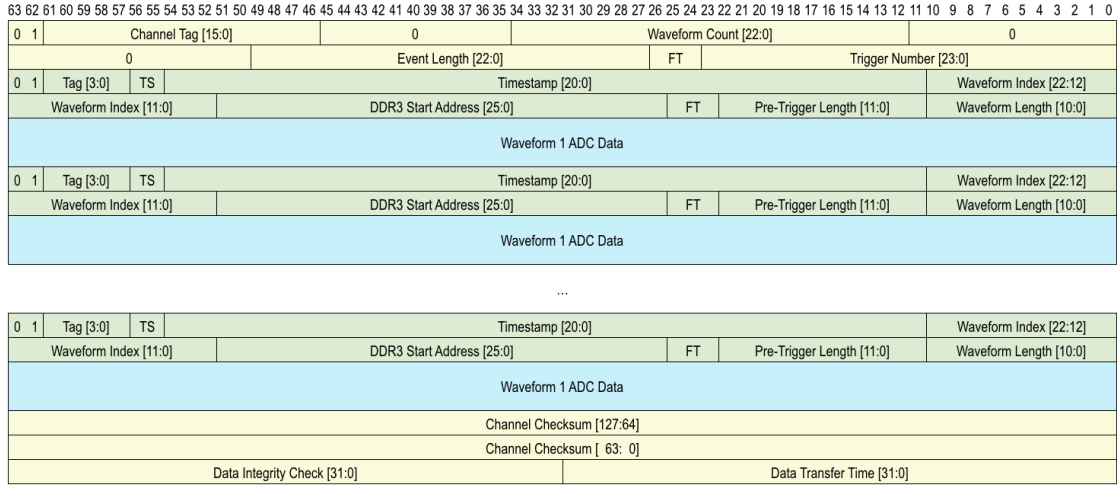 63 62 61 60 59 58 57 56 55 54 53 52 51 50 49 48 47 46 45 44 43 42 41 40 39 38 37 36 35 34 33 32 31 30 29 28 27 26 25 24 23 22 21 20 19 18 17 16 15 14 13 12 11 10 9 8 7 6 5 4 3 2 1 0
0 1 Channel Tag [15:0] 0 Waveform Count [22:0] 0
0 Event Length [22:0] FT Trigger Number [23:0]
0 1 Tag [3:0] TS Timestamp [20:0] Waveform Index [22:12]
Waveform Index [11:0] DDR3 Start Address [25:0] FT Pre-Trigger Length [11:0] Waveform Length [10:0]
Waveform 1 ADC Data
0 1 Tag [3:0] TS Timestamp [20:0] Waveform Index [22:12]
Waveform Index [11:0] DDR3 Start Address [25:0] FT Pre-Trigger Length [11:0] Waveform Length [10:0]
Waveform 1 ADC Data
...
0 1 Tag [3:0] TS Timestamp [20:0] Waveform Index [22:12]
Waveform Index [11:0] DDR3 Start Address [25:0] FT Pre-Trigger Length [11:0] Waveform Length [10:0]
Waveform 1 ADC Data
Channel Checksum [127:64]
Channel Checksum [ 63: 0]
Data Integrity Check [31:0] Data Transfer Time [31:0]